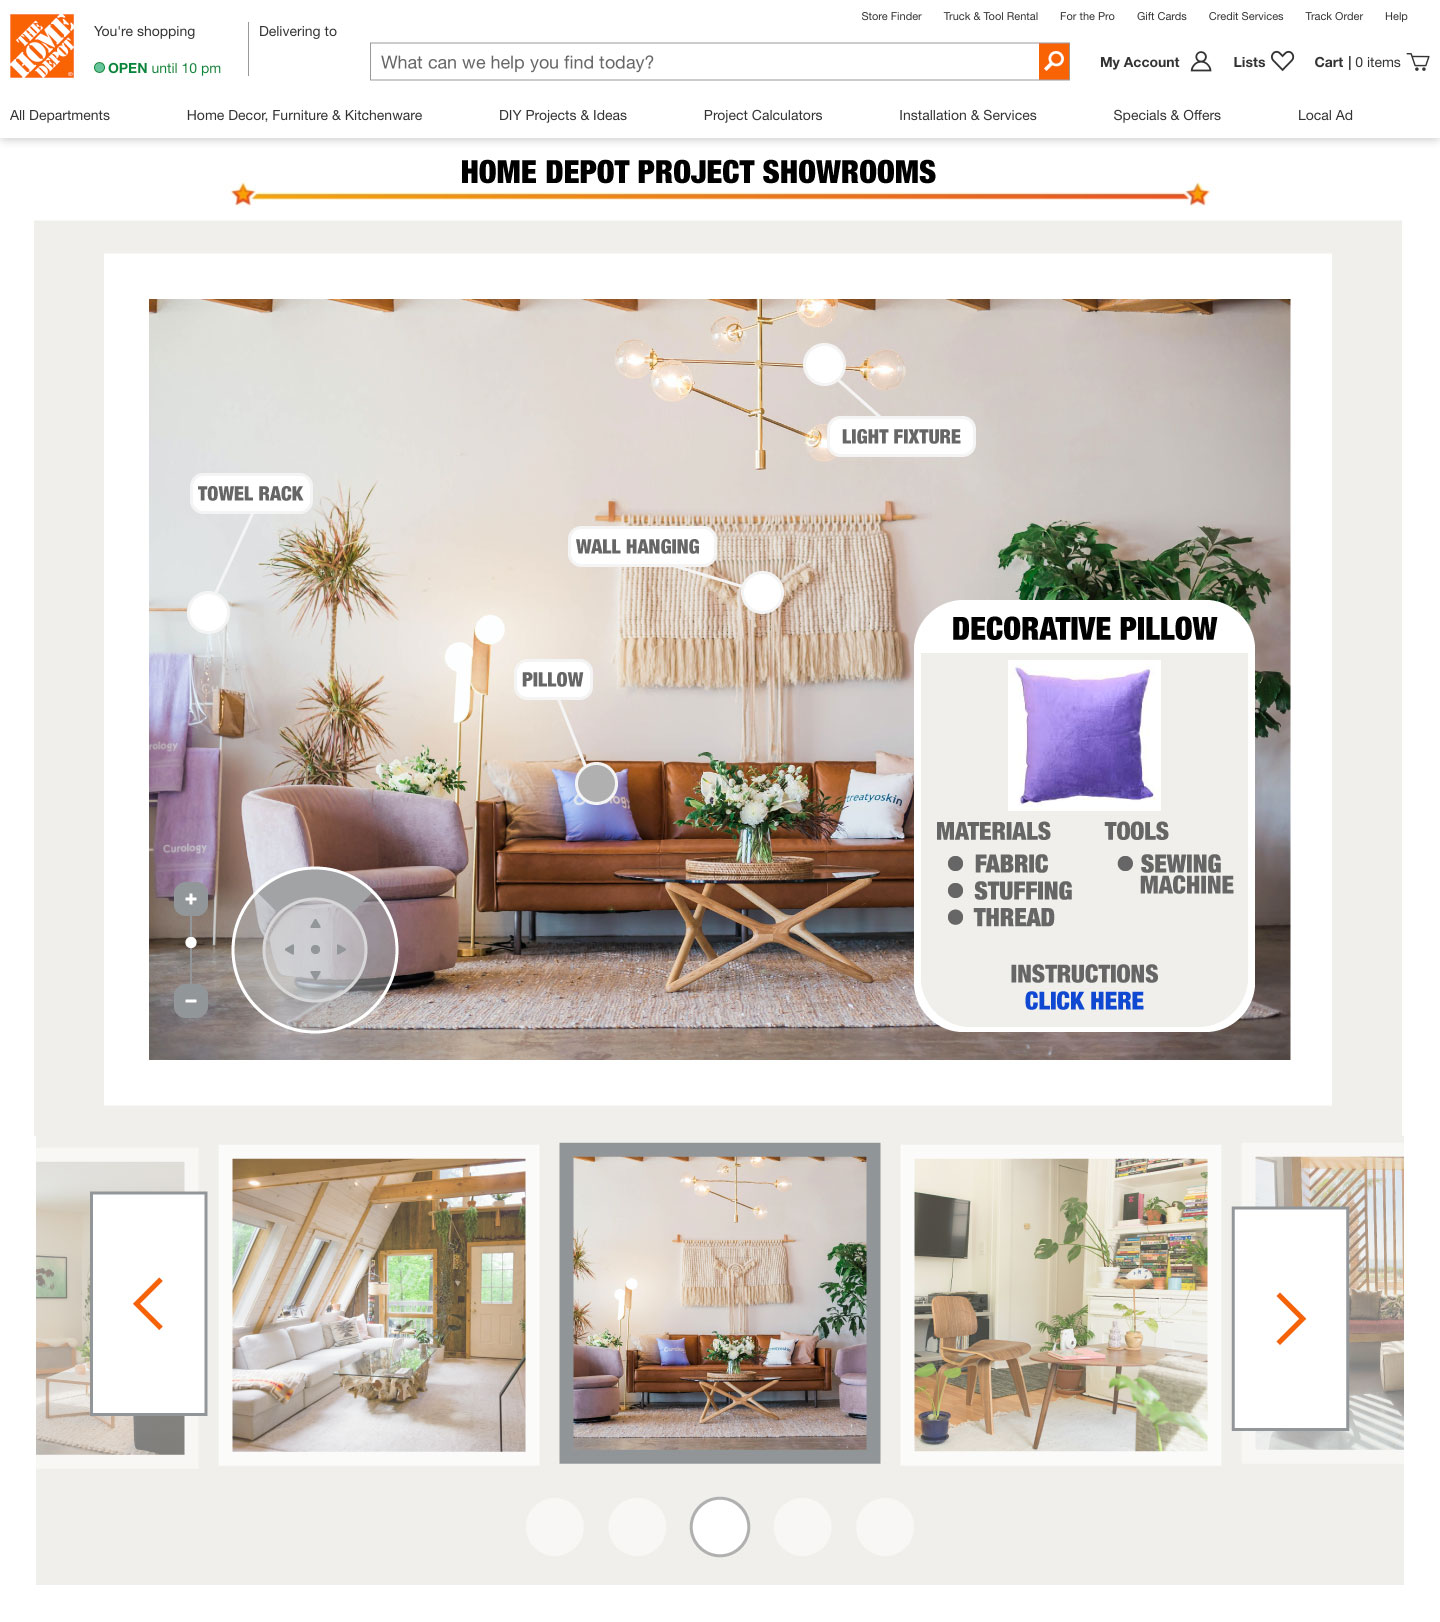 Store Finder
Truck & Tool Rental
For the Pro
Gift Cards
Credit Services
Track Order
Help
THE
HOME
DEPOT
You're shopping
Delivering to
OPEN until 10 pm
What can we help you find today?
My Account
Lists
Cart | 0 items
All Departments
Home Decor, Furniture & Kitchenware
DIY Projects & Ideas
Project Calculators
Installation & Services
Specials & Offers
Local Ad
HOME DEPOT PROJECT SHOWROOMS
LIGHT FIXTURE
TOWEL RACK
WALL HANGING
PILLOW
Curology
Curology
greatyoskin
DECORATIVE PILLOW
MATERIALS
FABRIC
STUFFING
THREAD
TOOLS
SEWING
MACHINE
INSTRUCTIONS
CLICK HERE